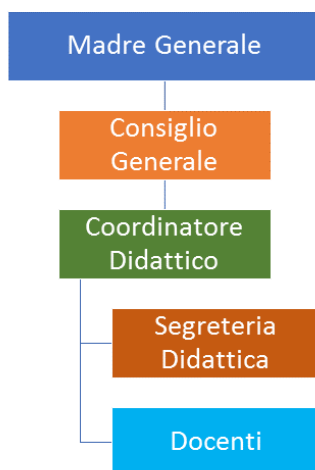 Madre Generale
Consiglio
Generale
Coordinatore
Didattico
Segreteria
Didattica
Docenti